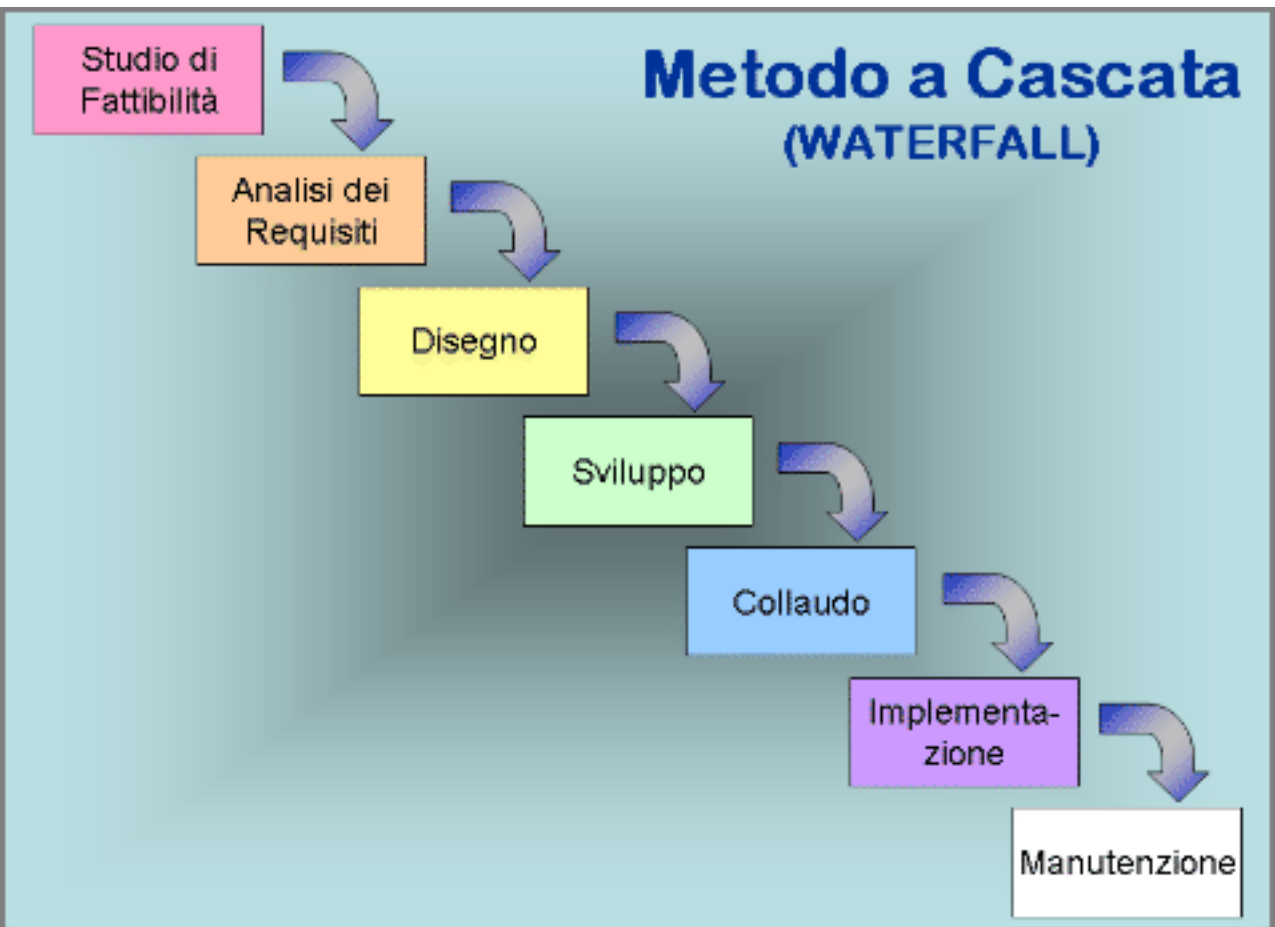 Studio di
Fattibilità
Metodo a Cascata
(WATERFALL)
Analisi dei
Requisiti
Disegno
Sviluppo
Collaudo
Implementa-
zione
Manutenzione